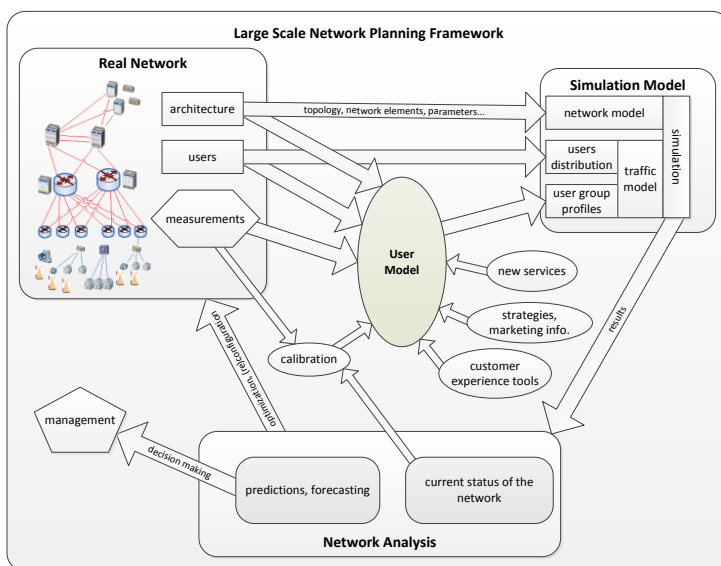 Large Scale Network Planning Framework
Real Network
Simulation Model
architecture
topology, network elements, parameters...
network model
simulation
users
users
distribution
traffic
model
user group
profiles
measurements
User
Model
new services
strategies,
marketing info.
results
optimization, (re)configuration
calibration
customer
experience tools
management
decision making
predictions, forecasting
current status of the
network
Network Analysis